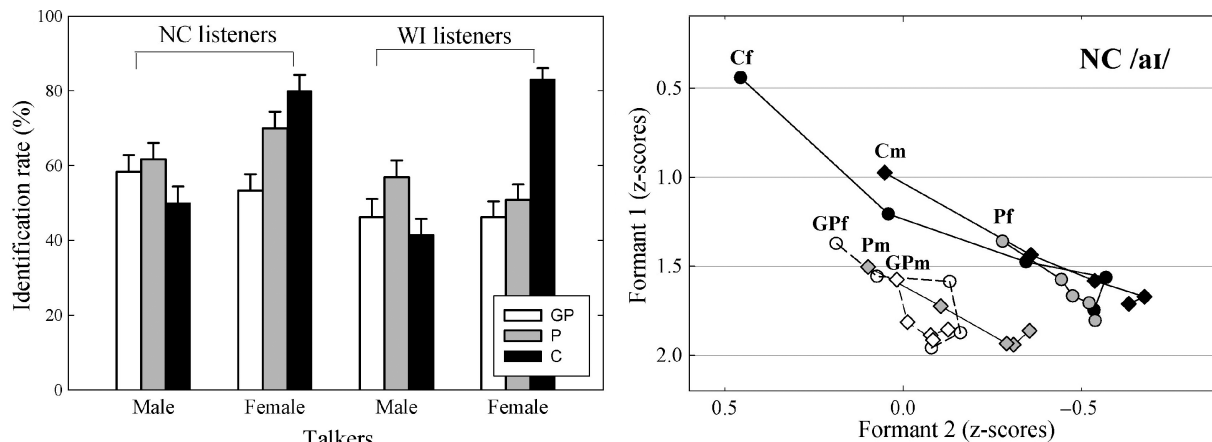 NC listeners
WI listeners
Identification rate (%)
100
80
60
40
20
0
GP
P
C
Male
Female
Male
Female
Talkers
NC /aɪ/
Cf
Cm
Pf
GPf
Pm
GPm
Formant 1 (z-scores)
0.5
1.0
1.5
2.0
0.5
0.0
−0.5
Formant 2 (z-scores)